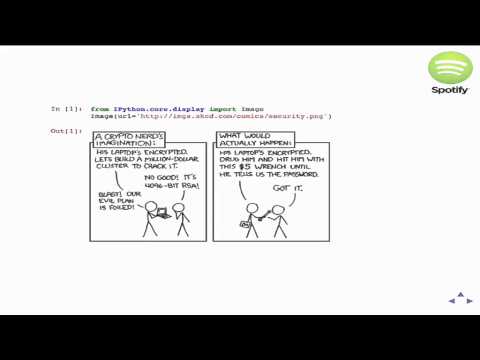 Spotify
In [1]: from IPython.core.display import Image
Image(url='http://imgs.xkcd.com/comics/security.png')
Out[1]:
A CRYPTO NERD'S
IMAGINATION:
HIS LAPTOP'S ENCRYPTED.
LET'S BUILD A MILLION-DOLLAR
CLUSTER TO CRACK IT.
NO GOOD! IT'S
4096-BIT RSA!
BLAST! OUR
EVIL PLAN
IS FOILED!
WHAT WOULD
ACTUALLY HAPPEN:
HIS LAPTOP'S ENCRYPTED.
DRUG HIM AND HIT HIM WITH
THIS $5 WRENCH UNTIL
HE TELLS US THE PASSWORD.
GOT IT.